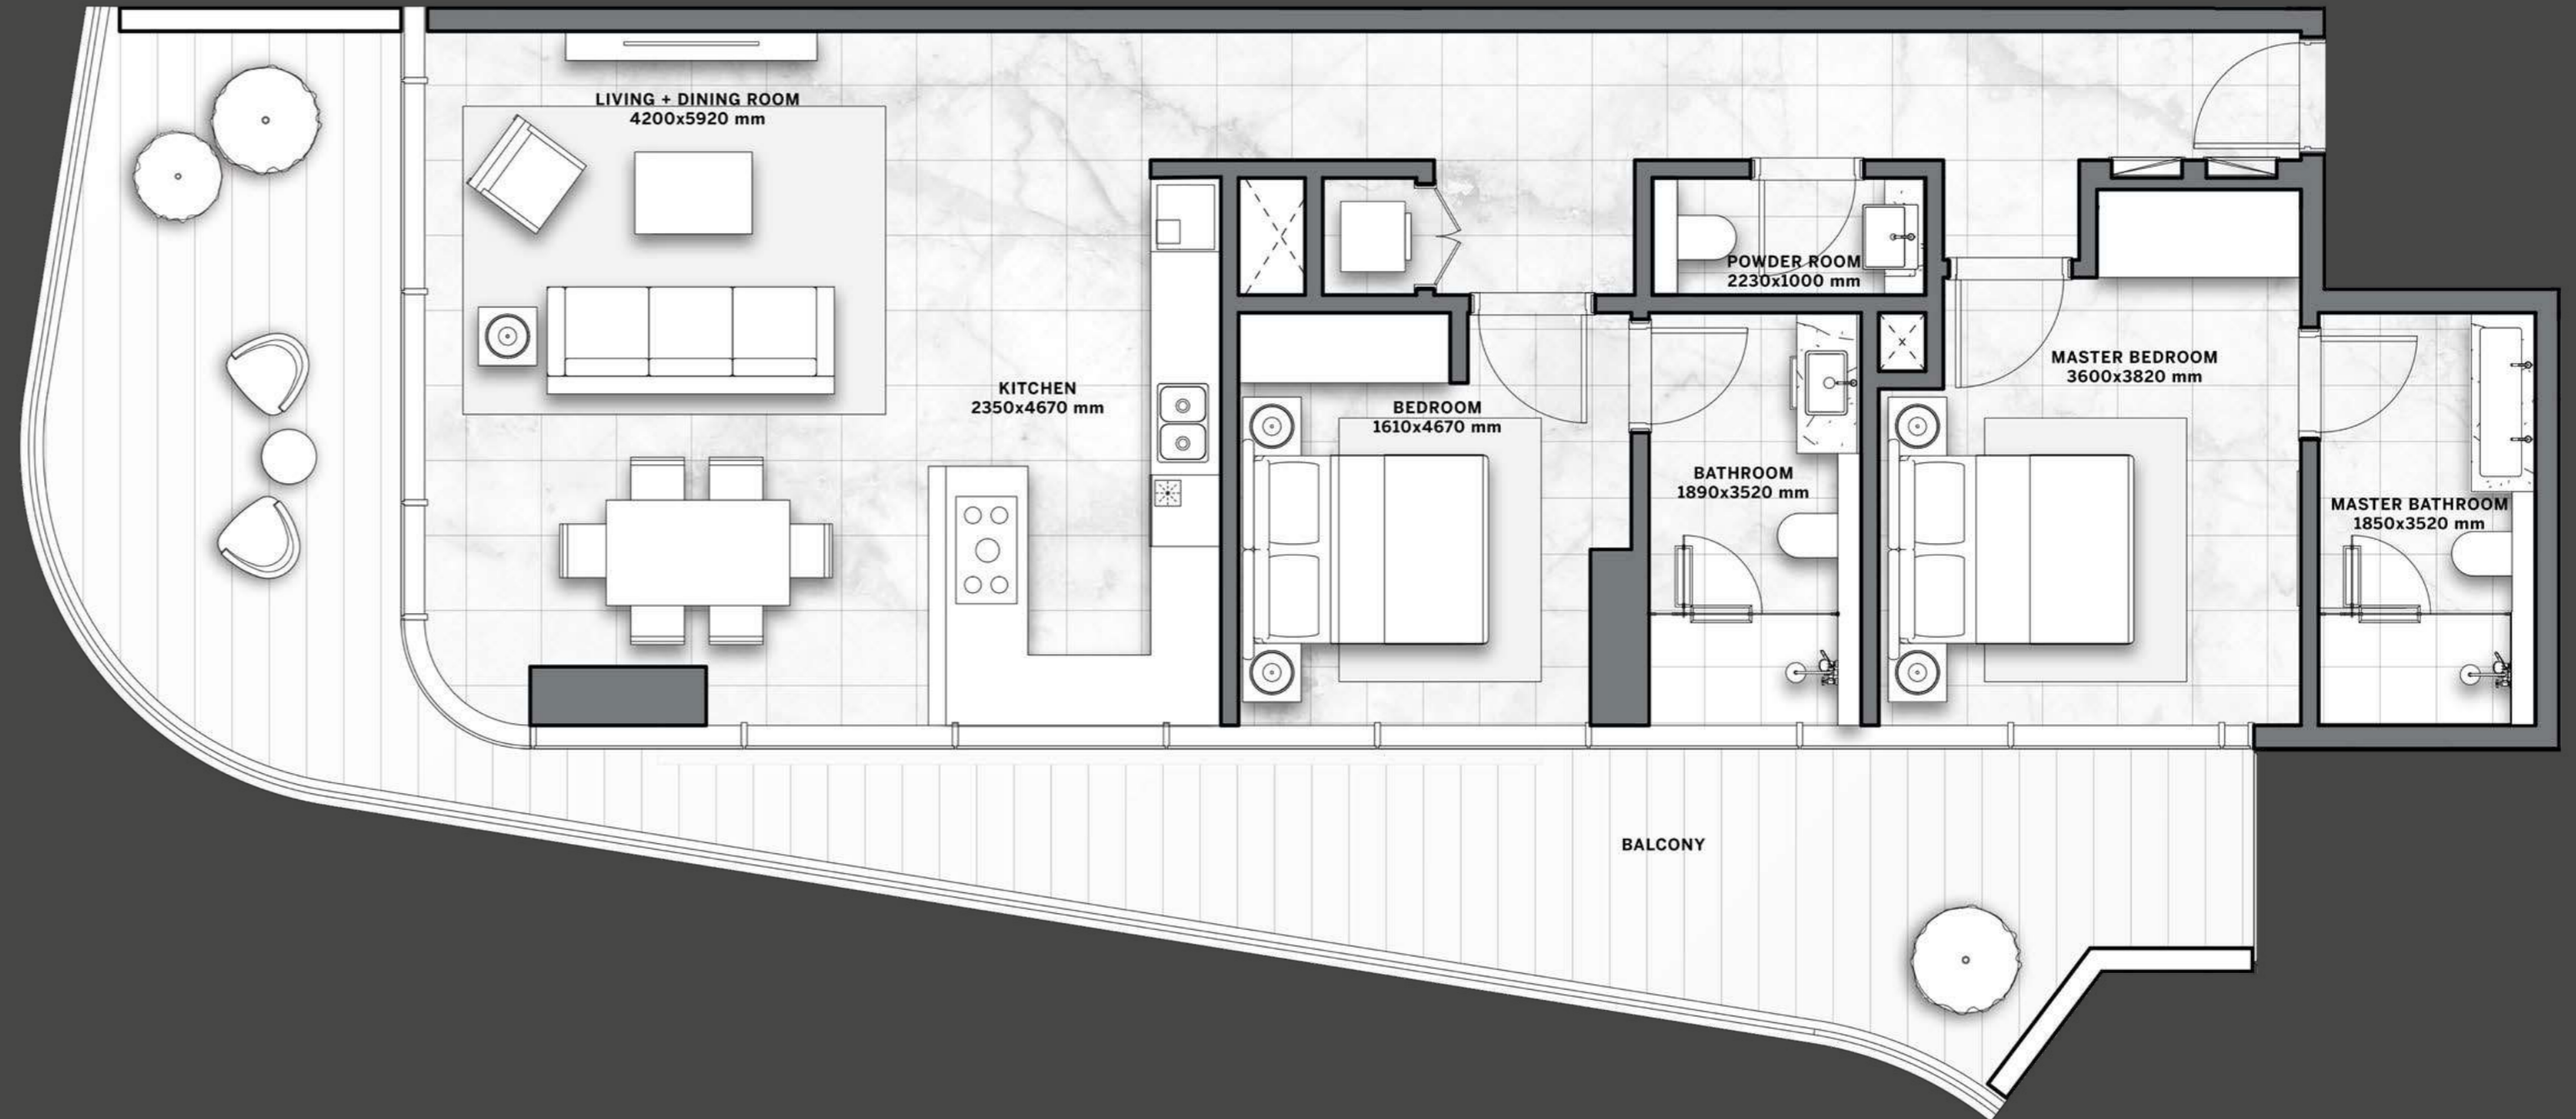 LIVING + DINING ROOM
4200x5920 mm
KITCHEN
2350x4670 mm
BEDROOM
1610x4670 mm
POWDER ROOM
2230x1000 mm
BATHROOM
1890x3520 mm
MASTER BEDROOM
3600x3820 mm
MASTER BATHROOM
1850x3520 mm
BALCONY